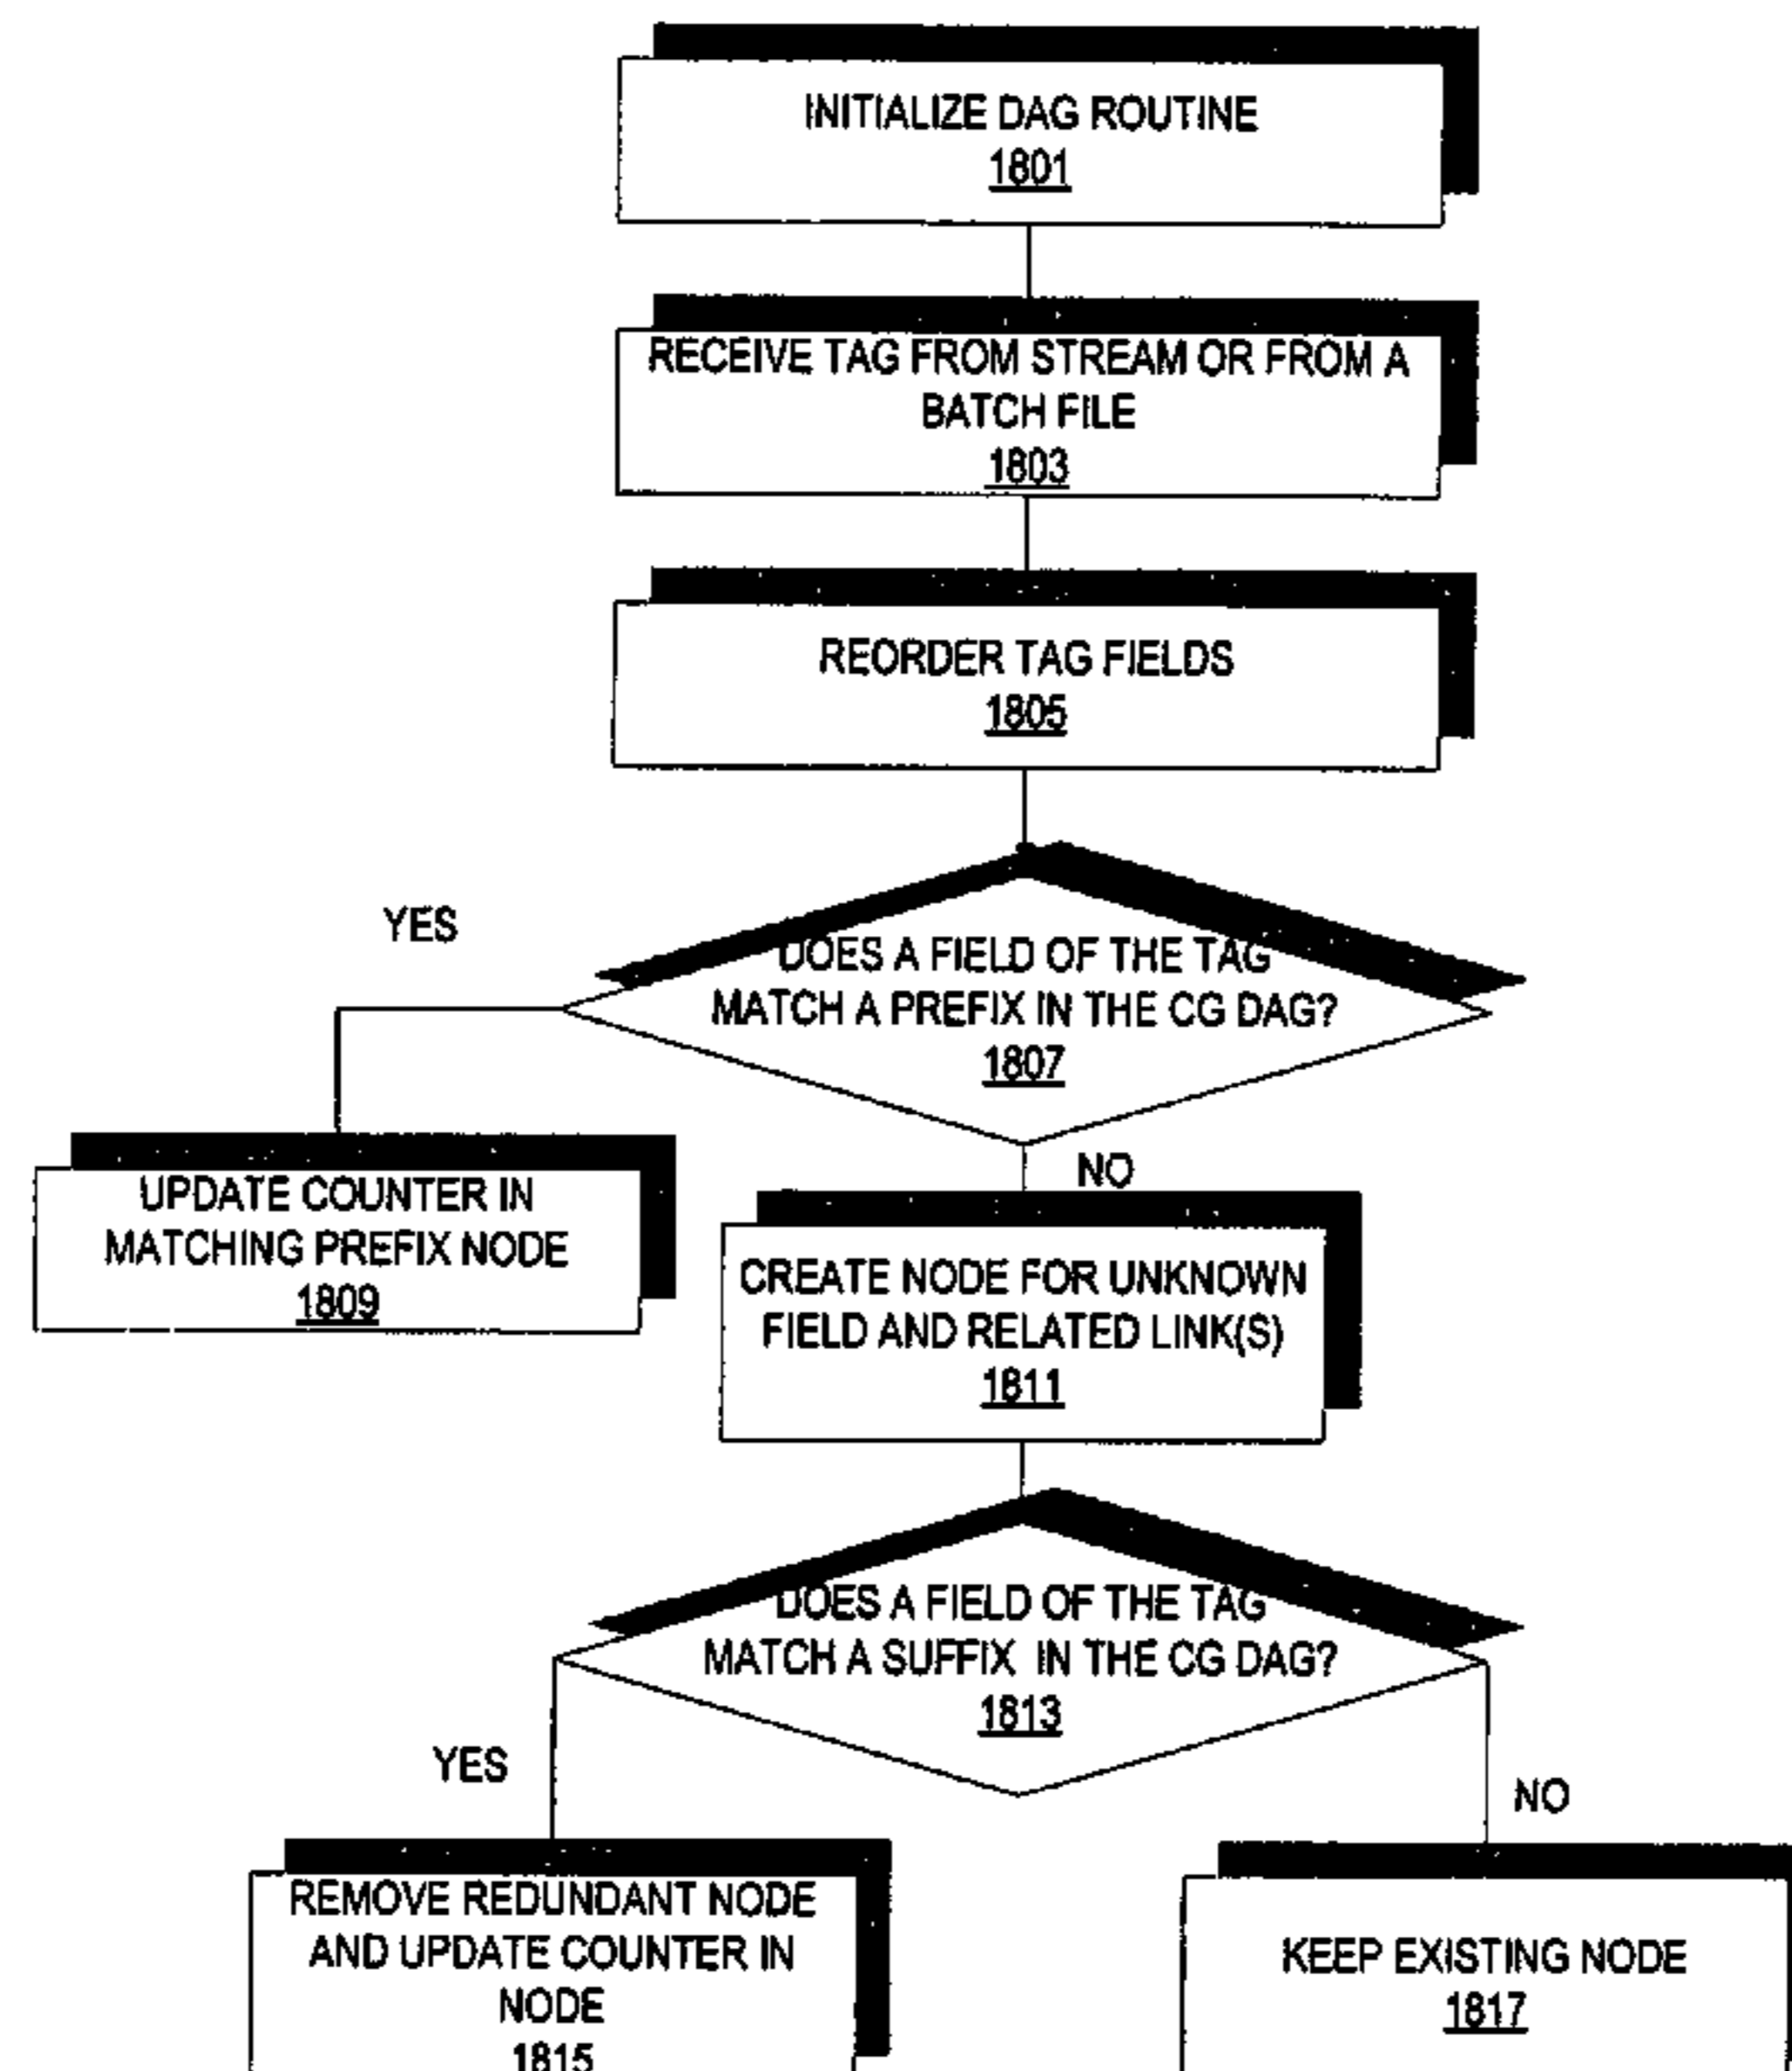 INITIALIZE DAG ROUTINE
1801
RECEIVE TAG FROM STREAM OR FROM A
BATCH FILE
1803
REORDER TAG FIELDS
1805
YES
DOES A FIELD OF THE TAG
MATCH A PREFIX IN THE CG DAG?
1807
UPDATE COUNTER IN
MATCHING PREFIX NODE
1809
NO
CREATE NODE FOR UNKNOWN
FIELD AND RELATED LINK(S)
1811
DOES A FIELD OF THE TAG
MATCH A SUFFIX IN THE CG DAG?
1813
YES
NO
REMOVE REDUNDANT NODE
AND UPDATE COUNTER IN
NODE
1815
KEEP EXISTING NODE
1817